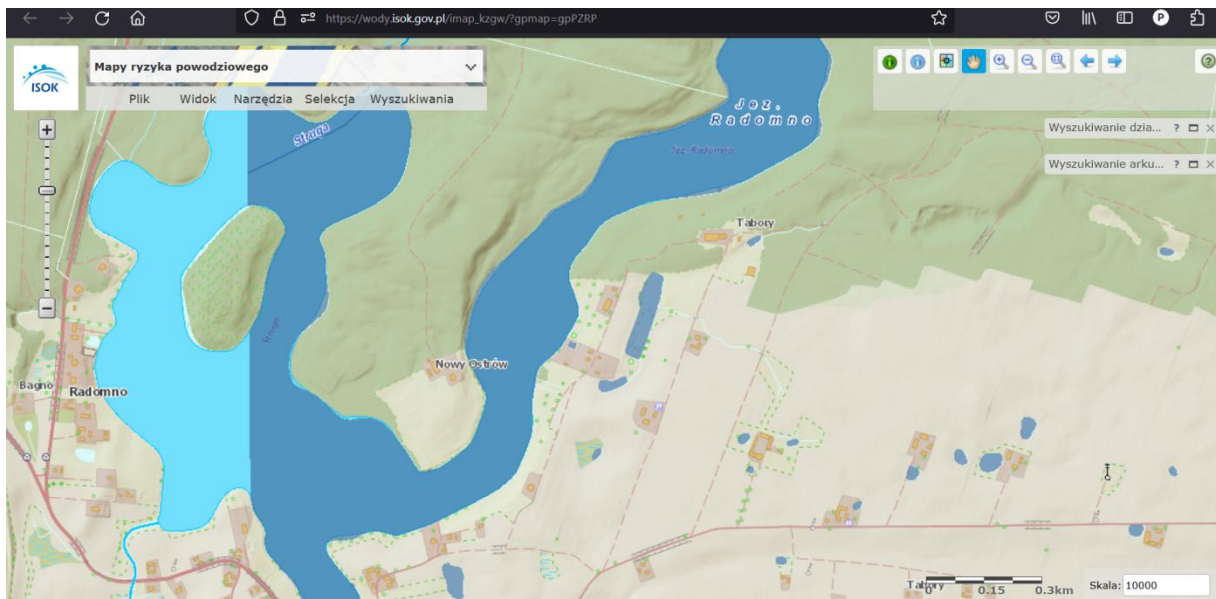 https://wody.isok.gov.pl/imap_kzgw/?gpmap=gpPZRP
P
ISOK
Mapy ryzyka powodziowego
Plik Widok Narzędzia Selekcja Wyszukiwania
Wyszukiwanie dzia... ?
Wyszukiwanie arku... ?
Struga
Jez.
Radomno
Jez. Radomno
Tabory
Struga
Nowy Ostrów
Bagno
Radomno
Tabory
0 0.15 0.3km
Skala: 10000